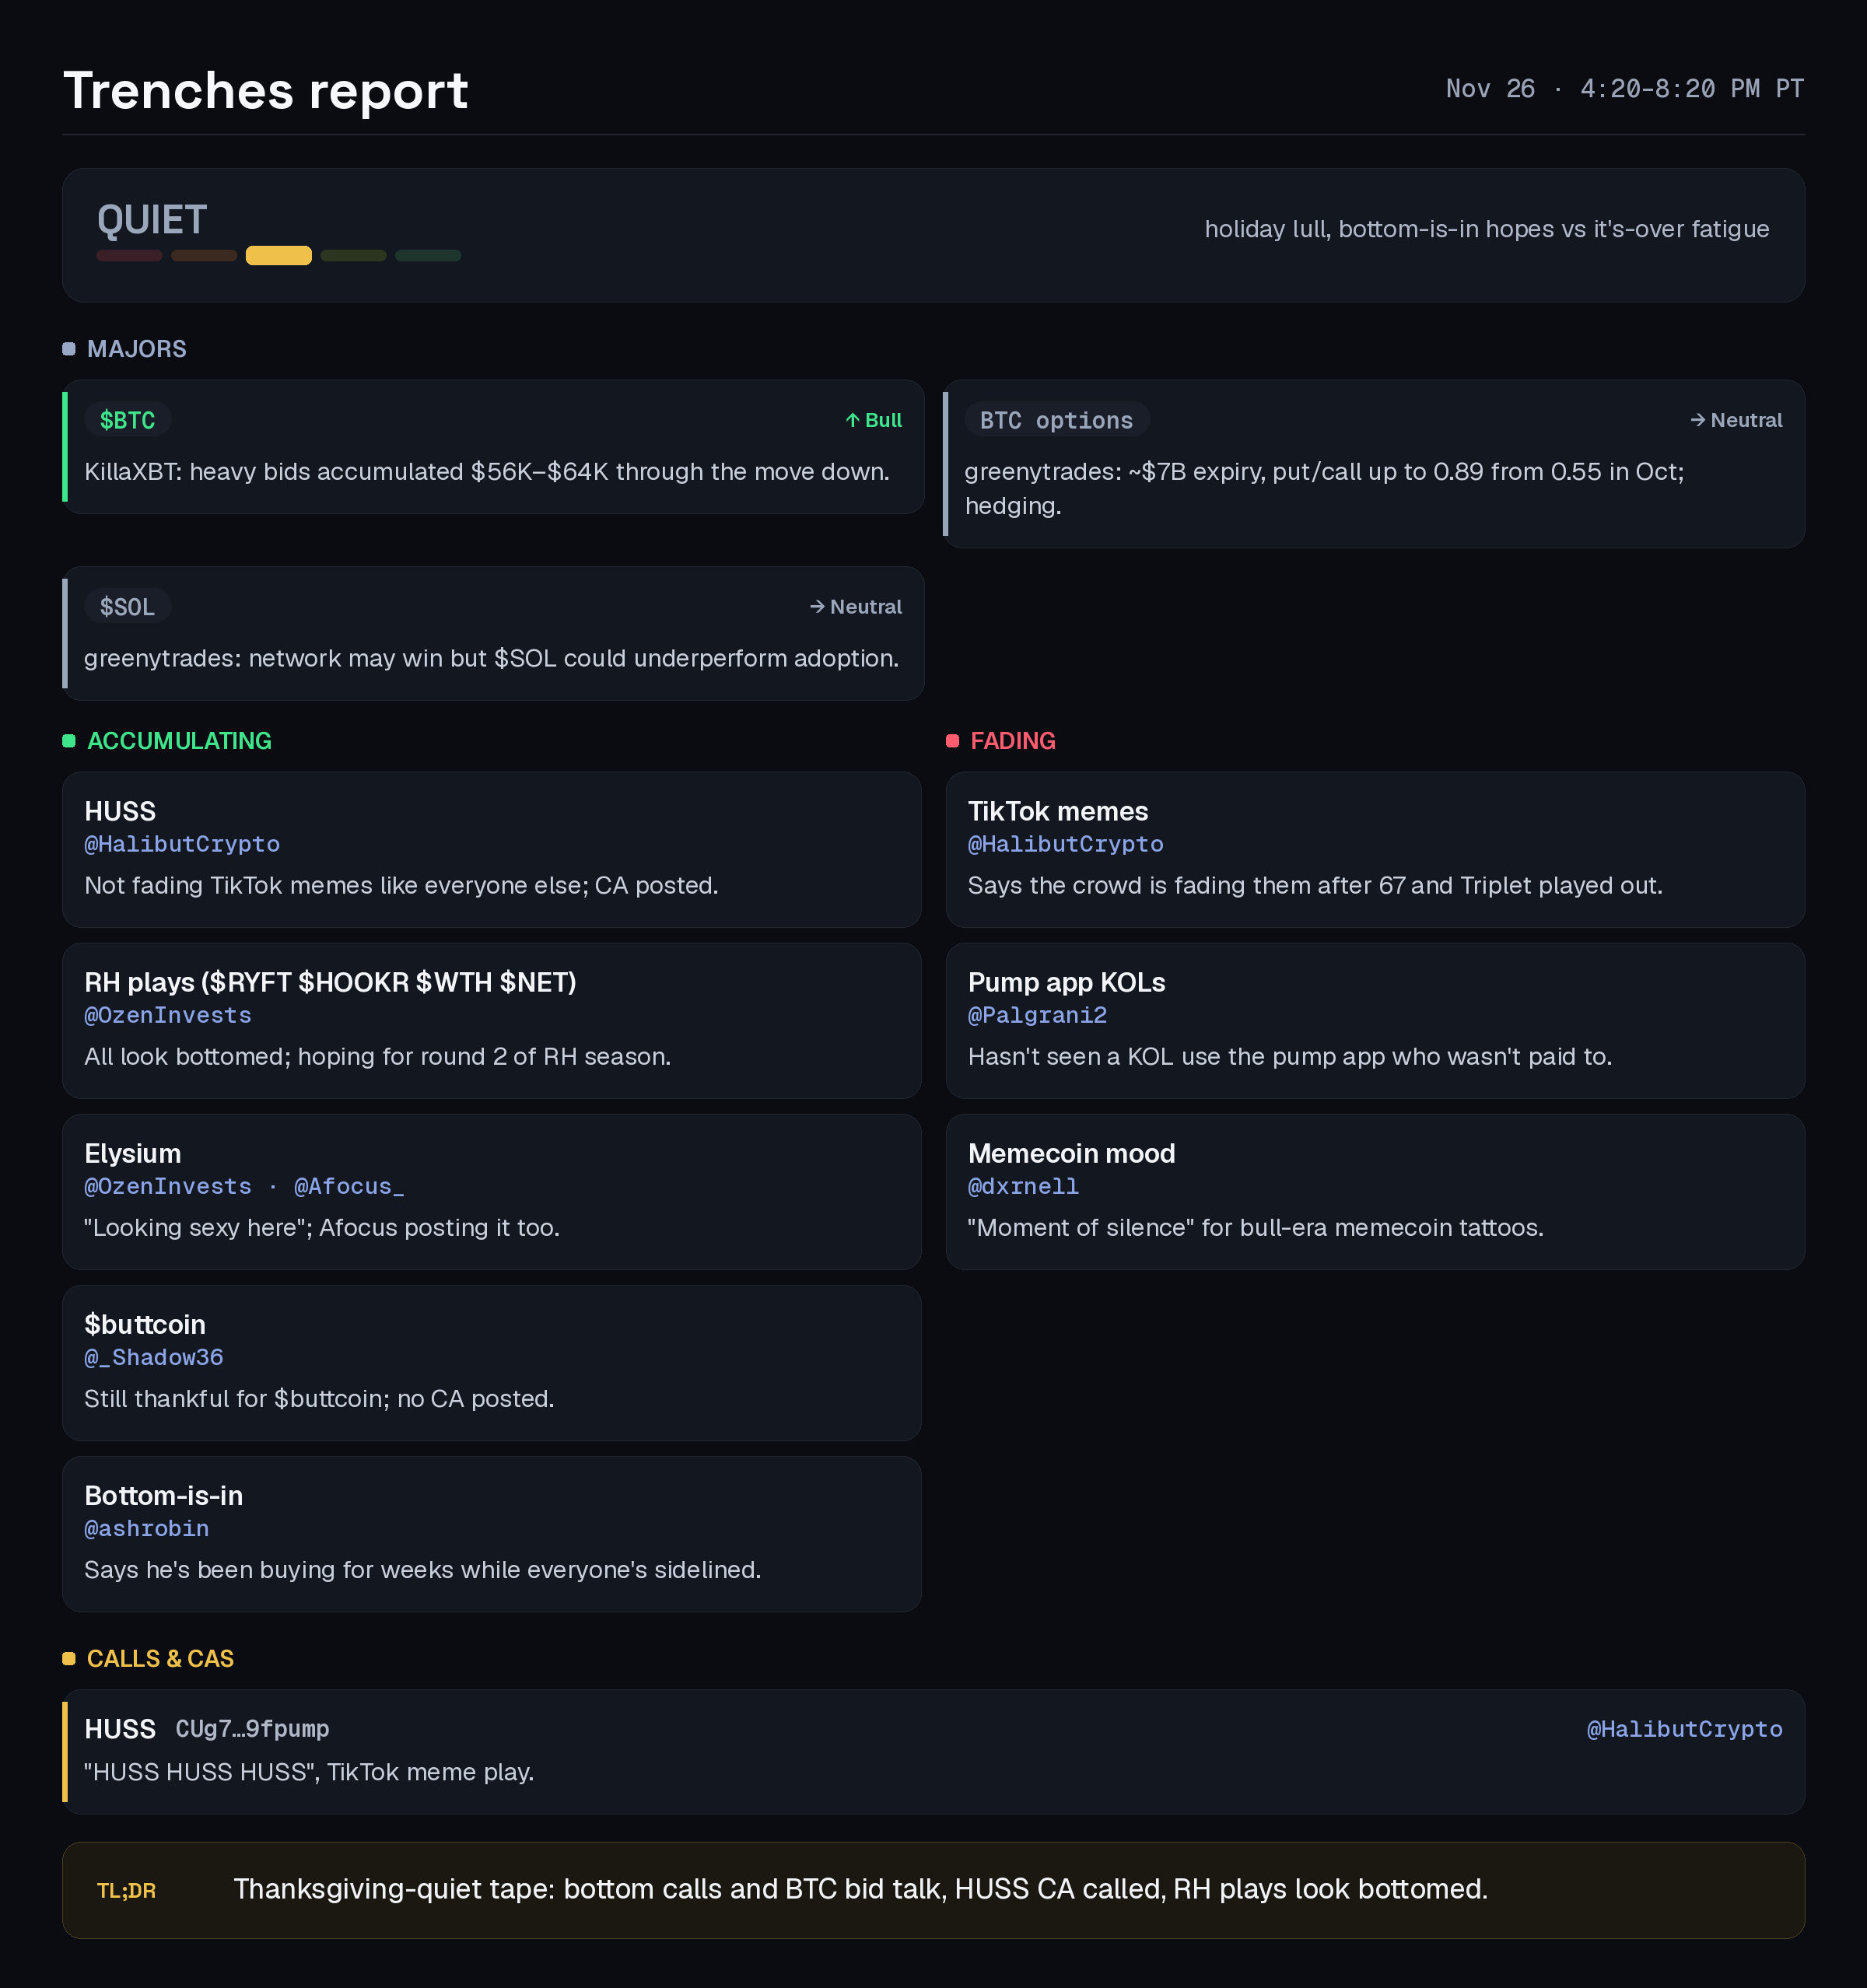 Trenches report
Nov 26 · 4:20–8:20 PM PT
QUIET
holiday lull, bottom-is-in hopes vs it's-over fatigue
MAJORS
$BTC
↑ Bull
KillaXBT: heavy bids accumulated $56K–$64K through the move down.
BTC options
→ Neutral
greenytrades: ~$7B expiry, put/call up to 0.89 from 0.55 in Oct;
hedging.
$SOL
→ Neutral
greenytrades: network may win but $SOL could underperform adoption.
ACCUMULATING
HUSS
@HalibutCrypto
Not fading TikTok memes like everyone else; CA posted.
RH plays ($RYFT $HOOKR $WTH $NET)
@OzenInvests
All look bottomed; hoping for round 2 of RH season.
Elysium
@OzenInvests · @Afocus_
"Looking sexy here"; Afocus posting it too.
$buttcoin
@_Shadow36
Still thankful for $buttcoin; no CA posted.
Bottom-is-in
@ashrobin
Says he's been buying for weeks while everyone's sidelined.
FADING
TikTok memes
@HalibutCrypto
Says the crowd is fading them after 67 and Triplet played out.
Pump app KOLs
@Palgrani2
Hasn't seen a KOL use the pump app who wasn't paid to.
Memecoin mood
@dxrnell
"Moment of silence" for bull-era memecoin tattoos.
CALLS & CAS
HUSS CUg7…9fpump
@HalibutCrypto
"HUSS HUSS HUSS", TikTok meme play.
TL;DR
Thanksgiving-quiet tape: bottom calls and BTC bid talk, HUSS CA called, RH plays look bottomed.